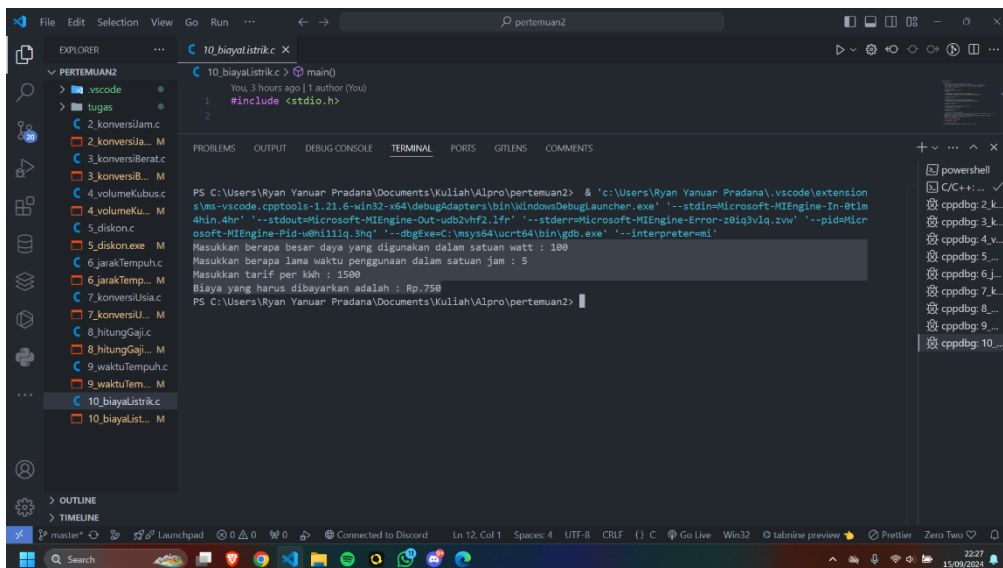 File Edit Selection View Go Run ··· pertemuan2
EXPLORER ···
PERTEMUAN2
.vscode
tugas
2_konversiJam.c
2_konversiJa... M
3_konversiBerat.c
3_konversiB... M
4_volumeKubus.c
4_volumeKu... M
5_diskon.c
5_diskon.exe M
6_jarakTempuh.c
6_jarakTemp... M
7_konversiUsia.c
7_konversiU... M
8_hitungGaji.c
8_hitungGaji... M
9_waktuTempuh.c
9_waktuTem... M
10_biayaListrik.c
10_biayaList... M
OUTLINE
TIMELINE
10_biayaListrik.c
10_biayaListrik.c > main()
You, 3 hours ago | 1 author (You)
1 #include <stdio.h>
2
PROBLEMS OUTPUT DEBUG CONSOLE TERMINAL PORTS GITLENS COMMENTS
PS C:\Users\Ryan Yanuar Pradana\Documents\Kuliah\Alpro\pertemuan2> & 'c:\Users\Ryan Yanuar Pradana\.vscode\extension
s\ms-vscode.cpptools-1.21.6-win32-x64\debugAdapters\bin\WindowsDebugLauncher.exe' '--stdin=Microsoft-MIEngine-In-0tlm
4hin.4hr' '--stdout=Microsoft-MIEngine-Out-udb2vhf2.lfr' '--stderr=Microsoft-MIEngine-Error-z0iq3vlq.zvw' '--pid=Micr
osoft-MIEngine-Pid-w0hi11lq.3hq' '--dbgExe=C:\msys64\ucrt64\bin\gdb.exe' '--interpreter=mi'
Masukkan berapa besar daya yang digunakan dalam satuan watt : 100
Masukkan berapa lama waktu penggunaan dalam satuan jam : 5
Masukkan tarif per kWh : 1500
Biaya yang harus dibayarkan adalah : Rp.750
PS C:\Users\Ryan Yanuar Pradana\Documents\Kuliah\Alpro\pertemuan2>
powershell
C/C++: ...
cppdbg: 2_k...
cppdbg: 3_k...
cppdbg: 4_v...
cppdbg: 5_...
cppdbg: 6_j...
cppdbg: 7_k...
cppdbg: 8_...
cppdbg: 9_...
cppdbg: 10_...
20
master* Launchpad 0 0 0 Connected to Discord Ln 12, Col 1 Spaces: 4 UTF-8 CRLF {} C Go Live Win32 tabnine preview Prettier Zero Two
Search
22:27
15/09/2024